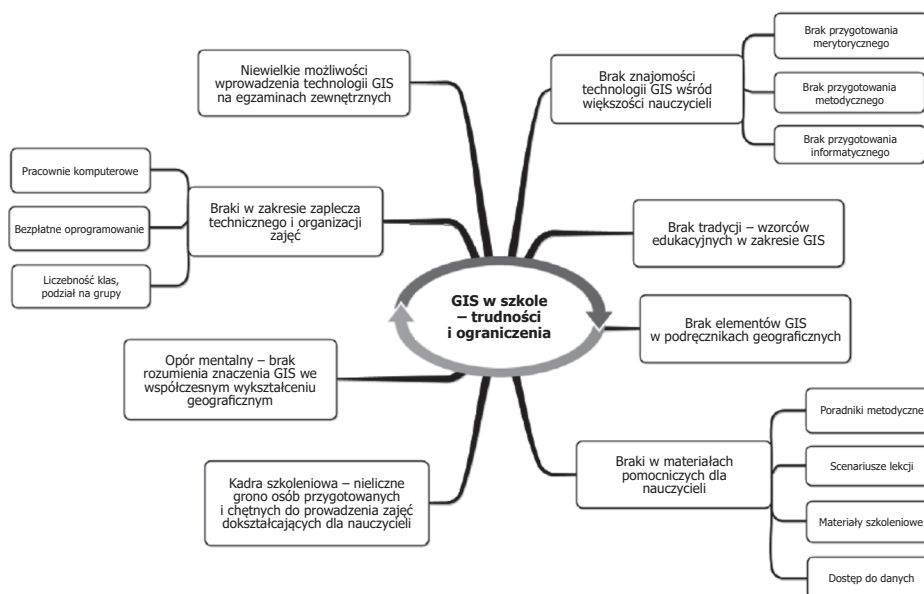 Niewielkie możliwości
wprowadzenia technologii GIS
na egzaminach zewnętrznych
Pracownie komputerowe
Bezpłatne oprogramowanie
Liczebność klas,
podział na grupy
Braki w zakresie zaplecza
technicznego i organizacji
zajęć
Opór mentalny – brak
rozumienia znaczenia GIS we
współczesnym wykształceniu
geograficznym
Kadra szkoleniowa – nieliczne
grono osób przygotowanych
i chętnych do prowadzenia zajęć
dokształcających dla nauczycieli
GIS w szkole
– trudności
i ograniczenia
Brak znajomości
technologii GIS wśród
większości nauczycieli
Brak przygotowania
merytorycznego
Brak przygotowania
metodycznego
Brak przygotowania
informatycznego
Brak tradycji – wzorców
edukacyjnych w zakresie GIS
Brak elementów GIS
w podręcznikach geograficznych
Braki w materiałach
pomocniczych dla
nauczycieli
Poradniki metodyczne
Scenariusze lekcji
Materiały szkoleniowe
Dostęp do danych